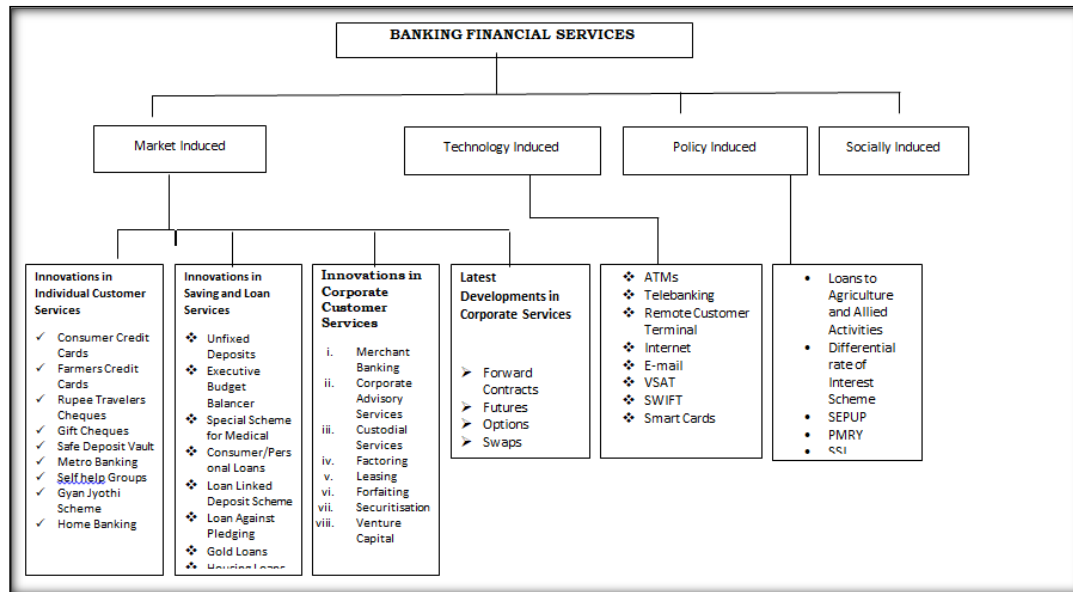 BANKING FINANCIAL SERVICES
Market Induced
Technology Induced
Policy Induced
Socially Induced
Innovations in
Individual Customer
Services
Consumer Credit
Cards
Farmers Credit
Cards
Rupee Travelers
Cheques
Gift Cheques
Safe Deposit Vault
Metro Banking
Self help Groups
Gyan Jyothi
Scheme
Home Banking
Innovations in
Saving and Loan
Services
Unfixed
Deposits
Executive
Budget
Balancer
Special Scheme
for Medical
Consumer/Pers
onal Loans
Loan Linked
Deposit Scheme
Loan Against
Pledging
Gold Loans
Housing Loans
Innovations in
Corporate
Customer
Services
i. Merchant
Banking
ii. Corporate
Advisory
Services
iii. Custodial
Services
iv. Factoring
v. Leasing
vi. Forfaiting
vii. Securitisation
viii. Venture
Capital
Latest
Developments in
Corporate Services
Forward
Contracts
Futures
Options
Swaps
ATMs
Telebanking
Remote Customer
Terminal
Internet
E-mail
VSAT
SWIFT
Smart Cards
Loans to
Agriculture
and Allied
Activities
Differential
rate of
Interest
Scheme
SEPUP
PMRY
SSI